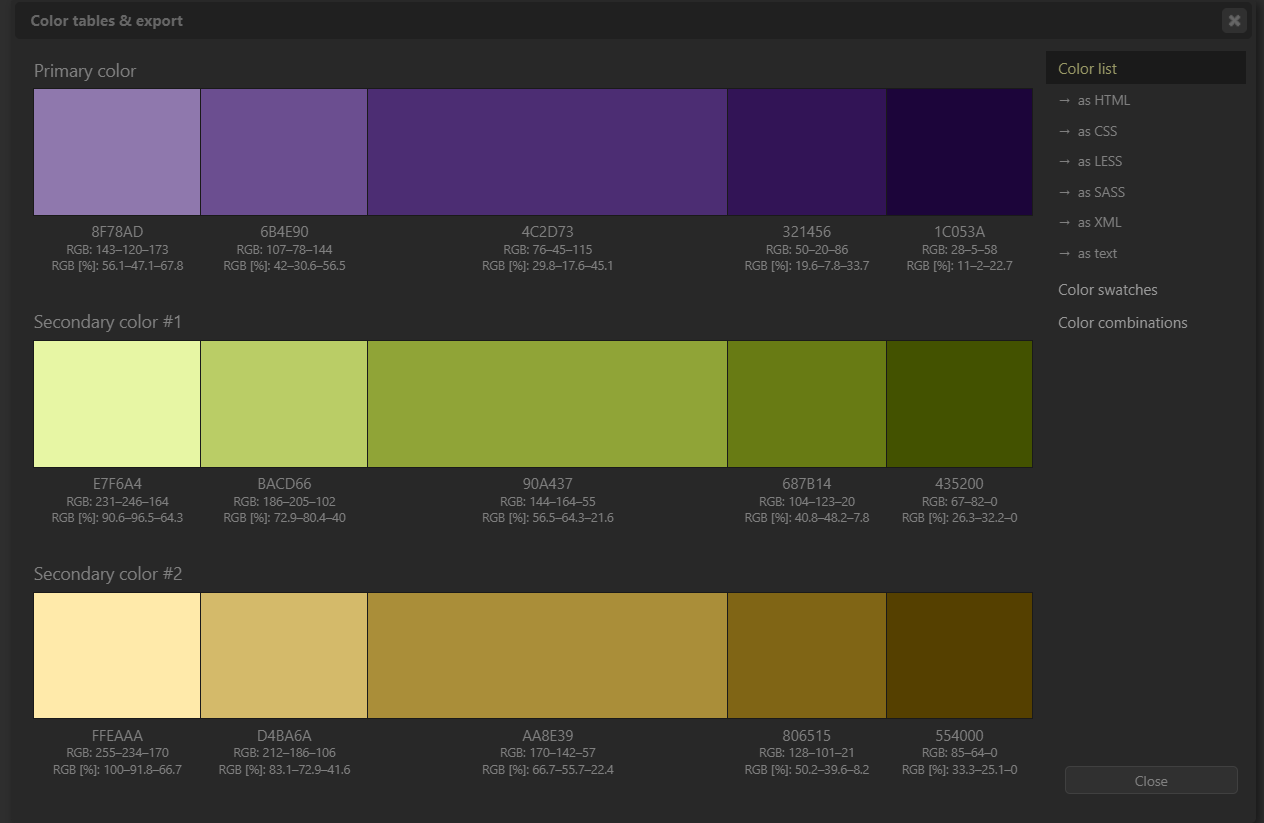 Color tables & export
Primary color
8F78AD
RGB: 143–120–173
RGB [%]: 56.1–47.1–67.8
6B4E90
RGB: 107–78–144
RGB [%]: 42–30.6–56.5
4C2D73
RGB: 76–45–115
RGB [%]: 29.8–17.6–45.1
321456
RGB: 50–20–86
RGB [%]: 19.6–7.8–33.7
1C053A
RGB: 28–5–58
RGB [%]: 11–2–22.7
Secondary color #1
E7F6A4
RGB: 231–246–164
RGB [%]: 90.6–96.5–64.3
BACD66
RGB: 186–205–102
RGB [%]: 72.9–80.4–40
90A437
RGB: 144–164–55
RGB [%]: 56.5–64.3–21.6
687B14
RGB: 104–123–20
RGB [%]: 40.8–48.2–7.8
435200
RGB: 67–82–0
RGB [%]: 26.3–32.2–0
Secondary color #2
FFEAAA
RGB: 255–234–170
RGB [%]: 100–91.8–66.7
D4BA6A
RGB: 212–186–106
RGB [%]: 83.1–72.9–41.6
AA8E39
RGB: 170–142–57
RGB [%]: 66.7–55.7–22.4
806515
RGB: 128–101–21
RGB [%]: 50.2–39.6–8.2
554000
RGB: 85–64–0
RGB [%]: 33.3–25.1–0
Color list
→ as HTML
→ as CSS
→ as LESS
→ as SASS
→ as XML
→ as text
Color swatches
Color combinations
Close